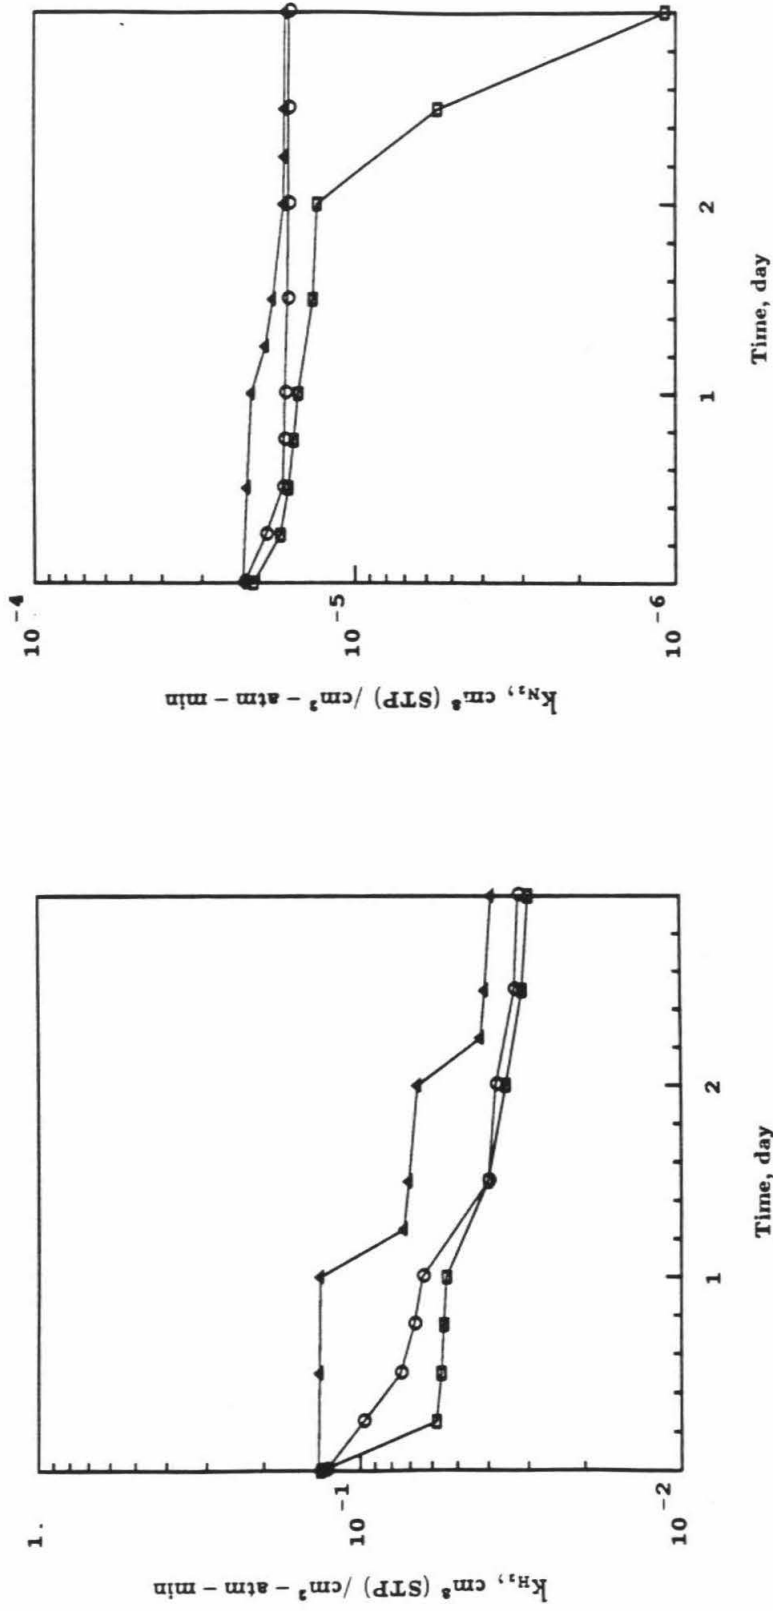 10⁻⁴
10⁻⁵
10⁻⁶
k_N₂, cm³ (STP) / cm² – atm – min
1
2
Time, day
1.
10⁻¹
10⁻²
k_H₂, cm³ (STP) / cm² – atm – min
1
2
Time, day